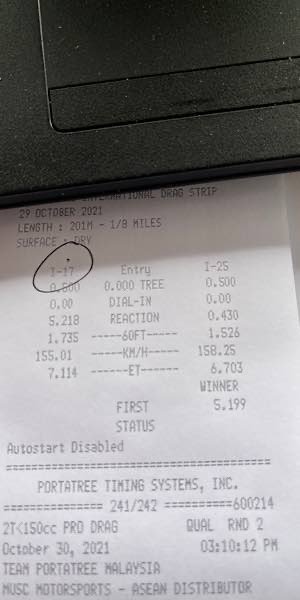 INTERNATIONAL DRAG STRIP
29 OCTOBER 2021
LENGTH : 201M - 1/8 MILES
SURFACE : DRY
I-17 Entry I-25
0.500 0.000 TREE 0.500
0.00 DIAL-IN 0.00
5.218 REACTION 0.430
1.735 -----60FT----- 1.526
155.01 -----KM/H----- 158.25
7.114 ------ET------ 6.703
WINNER
FIRST 5.199
STATUS
Autostart Disabled
=======================================
PORTATREE TIMING SYSTEMS, INC.
=============== 241/242 ==========600214
2T<150cc PRO DRAG QUAL RND 2
October 30, 2021 03:10:12 PM
TEAM PORTATREE MALAYSIA
MUSC MOTORSPORTS - ASEAN DISTRIBUTOR